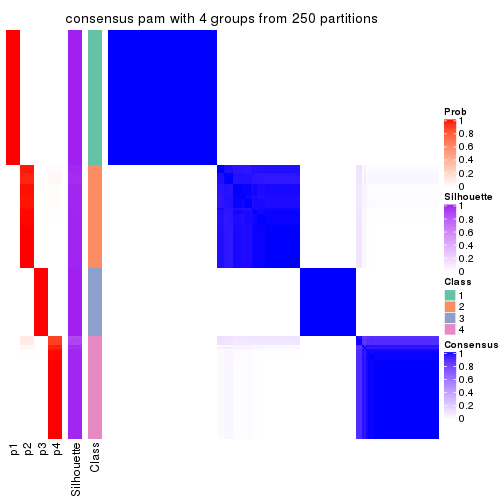 consensus pam with 4 groups from 250 partitions
Prob
1
0.8
0.6
0.4
0.2
0
Silhouette
1
0.8
0.6
0.4
0.2
0
Class
1
2
3
4
Consensus
1
0.8
0.6
0.4
0.2
0
p1
p2
p3
p4
Silhouette
Class